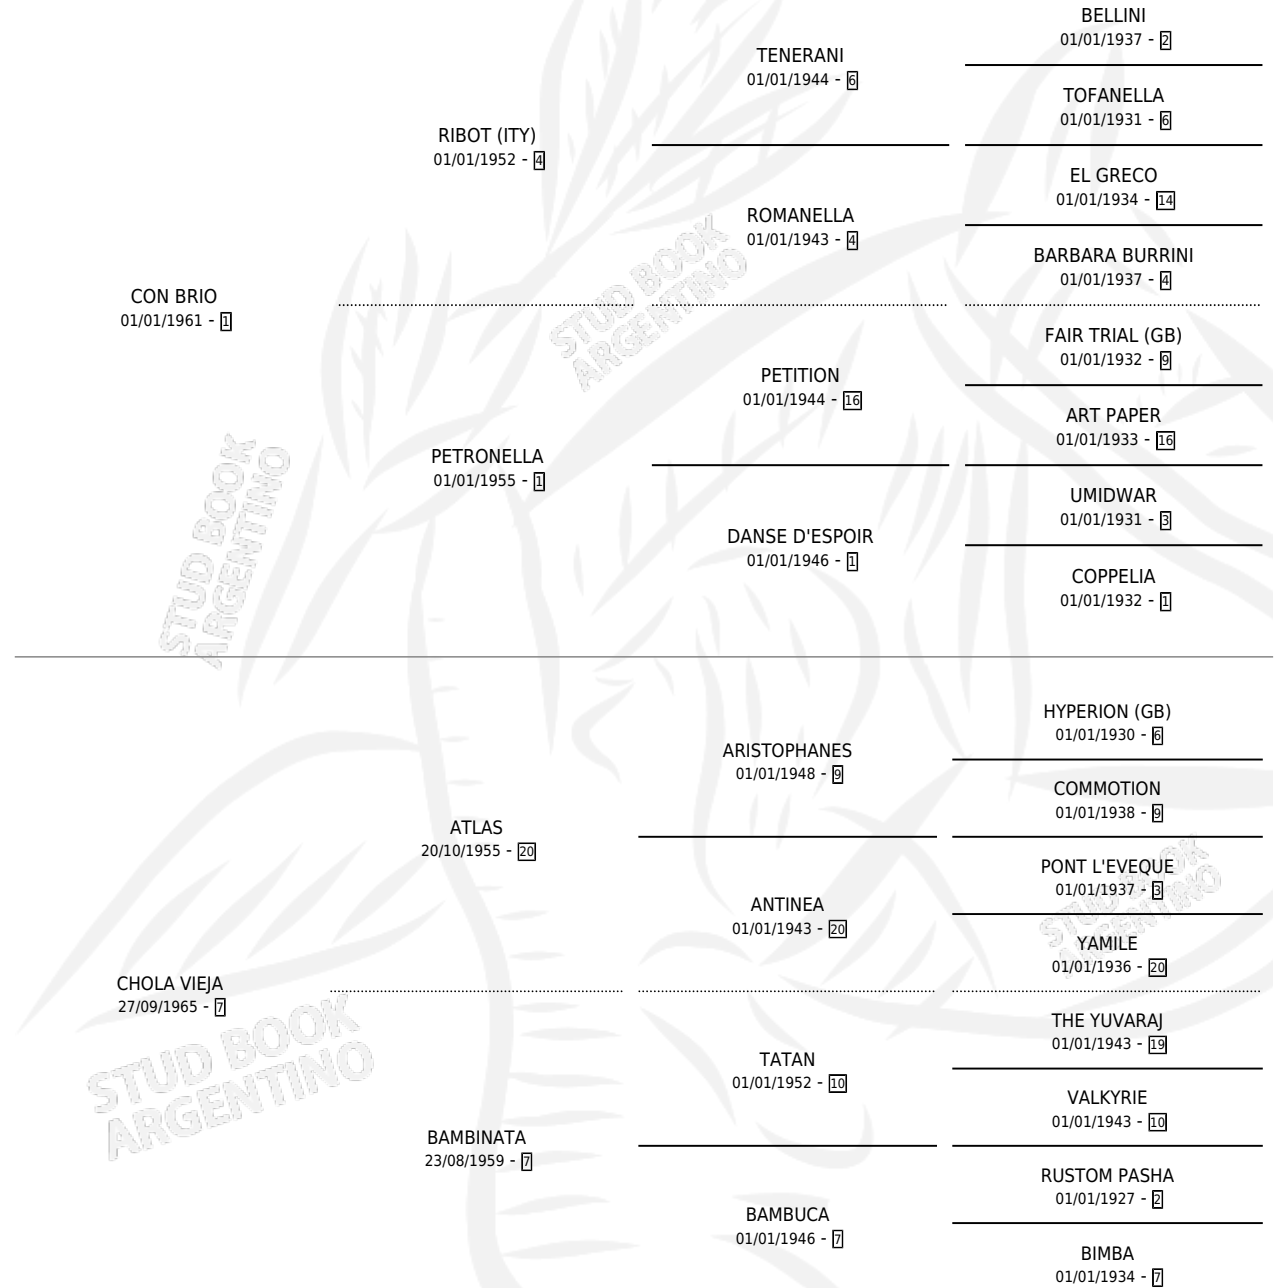 BELLINI
01/01/1937 - 2
TENERANI
01/01/1944 - 6
TOFANELLA
01/01/1931 - 6
RIBOT (ITY)
01/01/1952 - 4
EL GRECO
01/01/1934 - 14
ROMANELLA
01/01/1943 - 4
BARBARA BURRINI
01/01/1937 - 4
CON BRIO
01/01/1961 - 1
FAIR TRIAL (GB)
01/01/1932 - 9
PETITION
01/01/1944 - 16
ART PAPER
01/01/1933 - 16
PETRONELLA
01/01/1955 - 1
UMIDWAR
01/01/1931 - 3
DANSE D'ESPOIR
01/01/1946 - 1
COPPELIA
01/01/1932 - 1
HYPERION (GB)
01/01/1930 - 6
ARISTOPHANES
01/01/1948 - 9
COMMOTION
01/01/1938 - 9
ATLAS
20/10/1955 - 20
PONT L'EVEQUE
01/01/1937 - 3
ANTINEA
01/01/1943 - 20
YAMILE
01/01/1936 - 20
CHOLA VIEJA
27/09/1965 - 7
THE YUVARAJ
01/01/1943 - 19
TATAN
01/01/1952 - 10
VALKYRIE
01/01/1943 - 10
BAMBINATA
23/08/1959 - 7
RUSTOM PASHA
01/01/1927 - 2
BAMBUCA
01/01/1946 - 7
BIMBA
01/01/1934 - 7
STUD BOOK
ARGENTINO
STUD BOOK
ARGENTINO
STUD BOOK
ARGENTINO
STUD BOOK
ARGENTINO